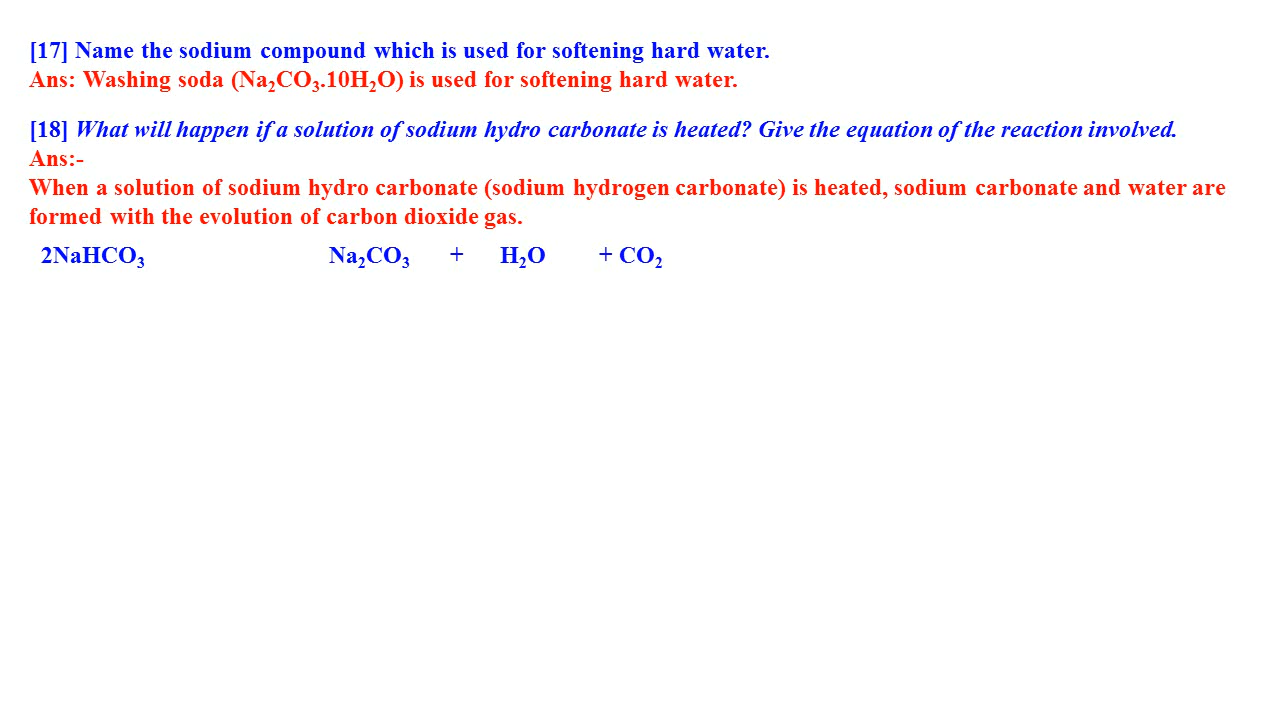 [17] Name the sodium compound which is used for softening hard water.
Ans: Washing soda (Na₂CO₃.10H₂O) is used for softening hard water.
[18] What will happen if a solution of sodium hydro carbonate is heated? Give the equation of the reaction involved.
Ans:-
When a solution of sodium hydro carbonate (sodium hydrogen carbonate) is heated, sodium carbonate and water are
formed with the evolution of carbon dioxide gas.
2NaHCO₃ Na₂CO₃ + H₂O + CO₂